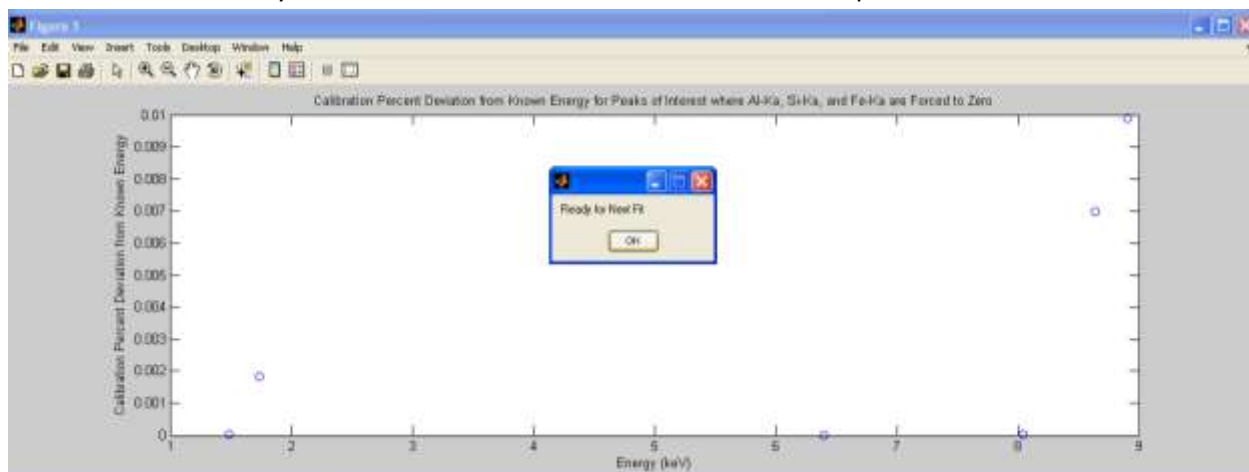 Figure 1
File Edit View Insert Tools Desktop Window Help
Calibration Percent Deviation from Known Energy for Peaks of Interest where Al-Ka, Si-Ka, and Fe-Ka are Forced to Zero
0.01
0.009
0.008
0.007
0.006
0.005
0.004
0.003
0.002
0.001
0
Calibration Percent Deviation from Known Energy
Ready for Next Fit
OK
1 2 3 4 5 6 7 8 9
Energy (keV)